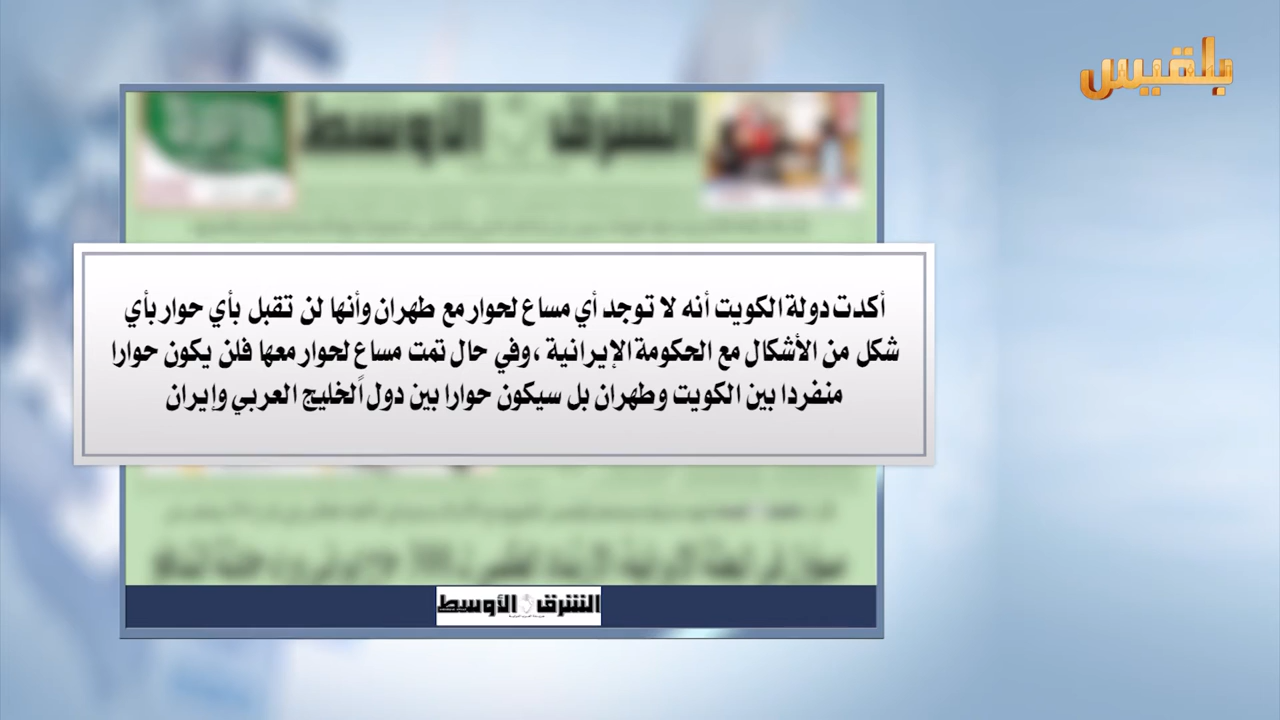 بلقيس
الشرق الأوسط
أكدت دولة الكويت أنه لا توجد أي مساع لحوار مع طهران وأنها لن تقبل بأي حوار بأي
شكل من الأشكال مع الحكومة الإيرانية ،وفي حال تمت مساع لحوار معها فلن يكون حوارا
منفردا بين الكويت وطهران بل سيكون حوارا بين دول الخليج العربي وإيران
الشرق الأوسط